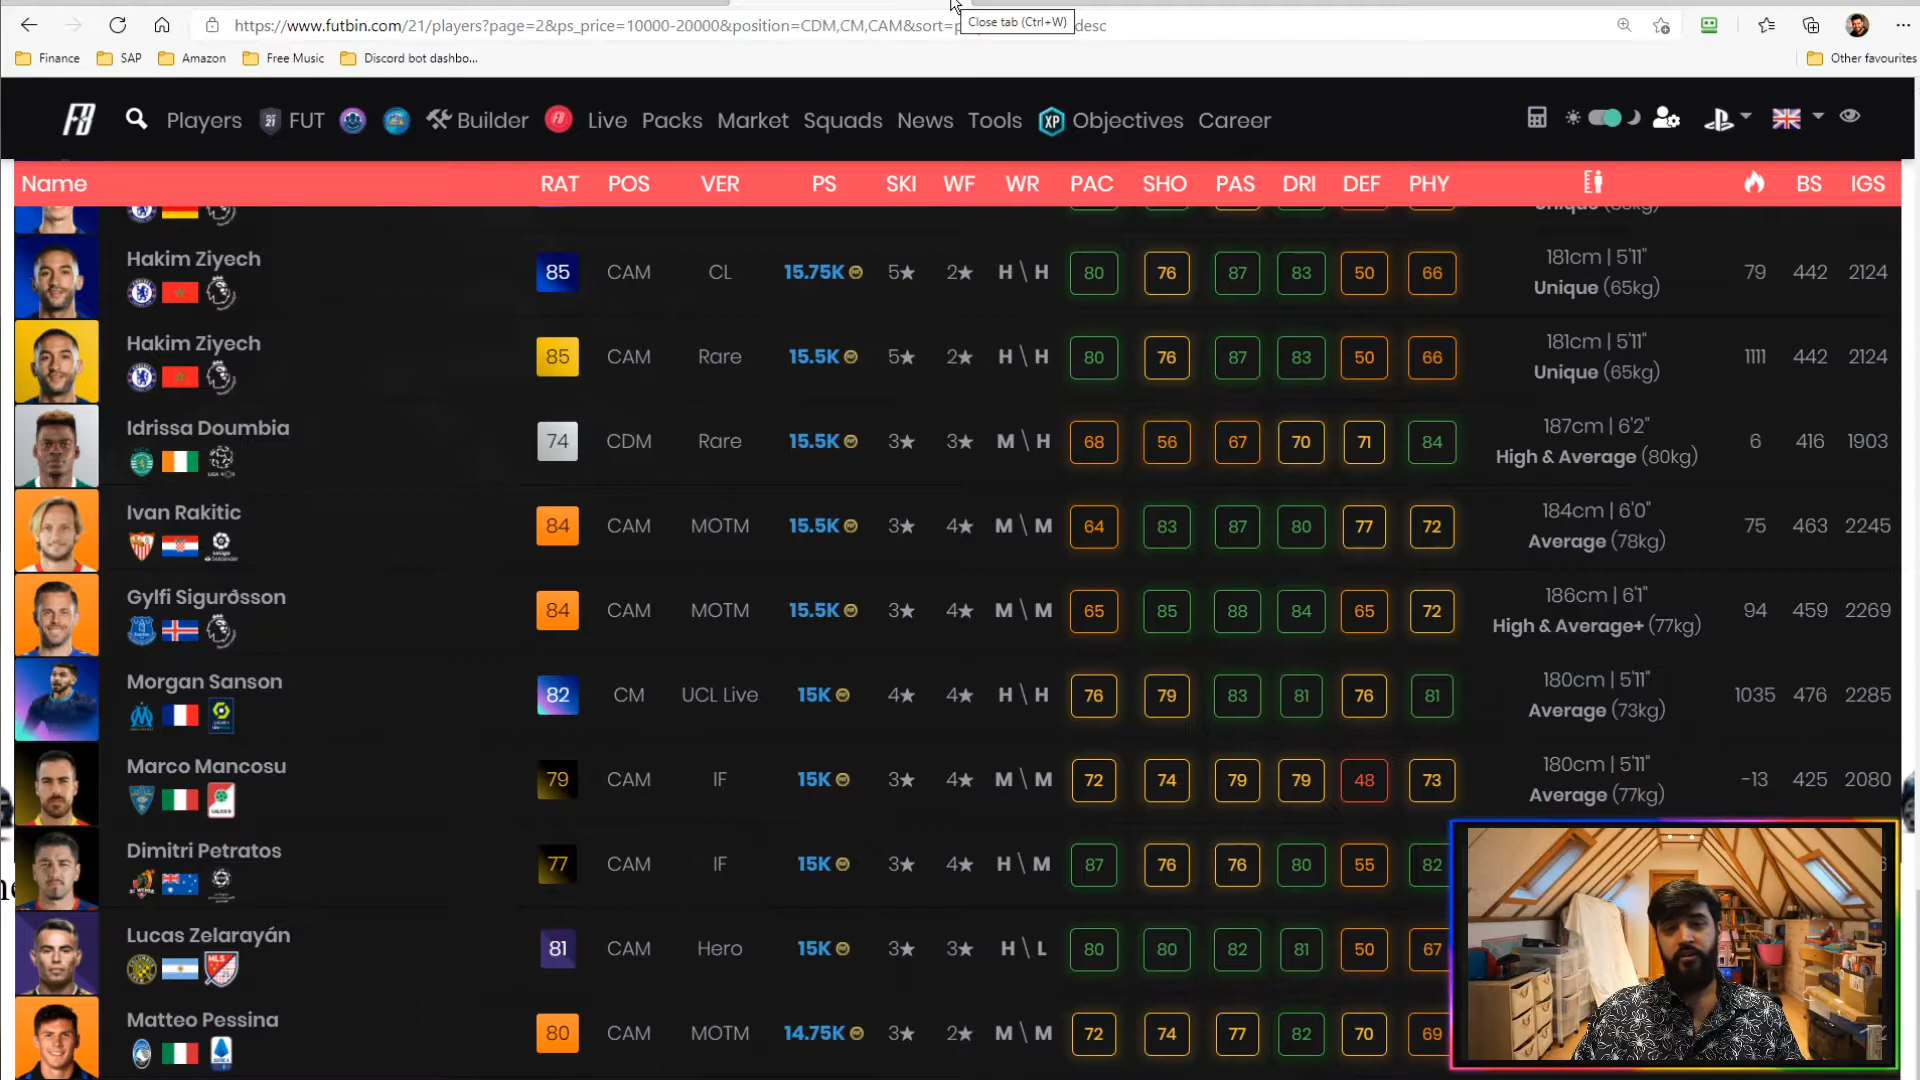 https://www.futbin.com/21/players?page=2&ps_price=10000-20000&position=CDM,CM,CAM&sort=p desc
Close tab (Ctrl+W)
Finance SAP Amazon Free Music Discord bot dashbo... Other favourites
Players FUT Builder Live Packs Market Squads News Tools XP Objectives Career
Name RAT POS VER PS SKI WF WR PAC SHO PAS DRI DEF PHY BS IGS
Hakim Ziyech 85 CAM CL 15.75K 5★ 2★ H \ H 80 76 87 83 50 66 181cm | 5'11" 79 442 2124
Unique (65kg)
Hakim Ziyech 85 CAM Rare 15.5K 5★ 2★ H \ H 80 76 87 83 50 66 181cm | 5'11" 1111 442 2124
Unique (65kg)
Idrissa Doumbia 74 CDM Rare 15.5K 3★ 3★ M \ H 68 56 67 70 71 84 187cm | 6'2" 6 416 1903
High & Average (80kg)
Ivan Rakitic 84 CAM MOTM 15.5K 3★ 4★ M \ M 64 83 87 80 77 72 184cm | 6'0" 75 463 2245
Average (78kg)
Gylfi Sigurðsson 84 CAM MOTM 15.5K 3★ 4★ M \ M 65 85 88 84 65 72 186cm | 6'1" 94 459 2269
High & Average+ (77kg)
Morgan Sanson 82 CM UCL Live 15K 4★ 4★ H \ H 76 79 83 81 76 81 180cm | 5'11" 1035 476 2285
Average (73kg)
Marco Mancosu 79 CAM IF 15K 3★ 4★ M \ M 72 74 79 79 48 73 180cm | 5'11" -13 425 2080
Average (77kg)
Dimitri Petratos 77 CAM IF 15K 3★ 4★ H \ M 87 76 76 80 55 82
Lucas Zelarayán 81 CAM Hero 15K 3★ 3★ H \ L 80 80 82 81 50 67
Matteo Pessina 80 CAM MOTM 14.75K 3★ 2★ M \ M 72 74 77 82 70 69